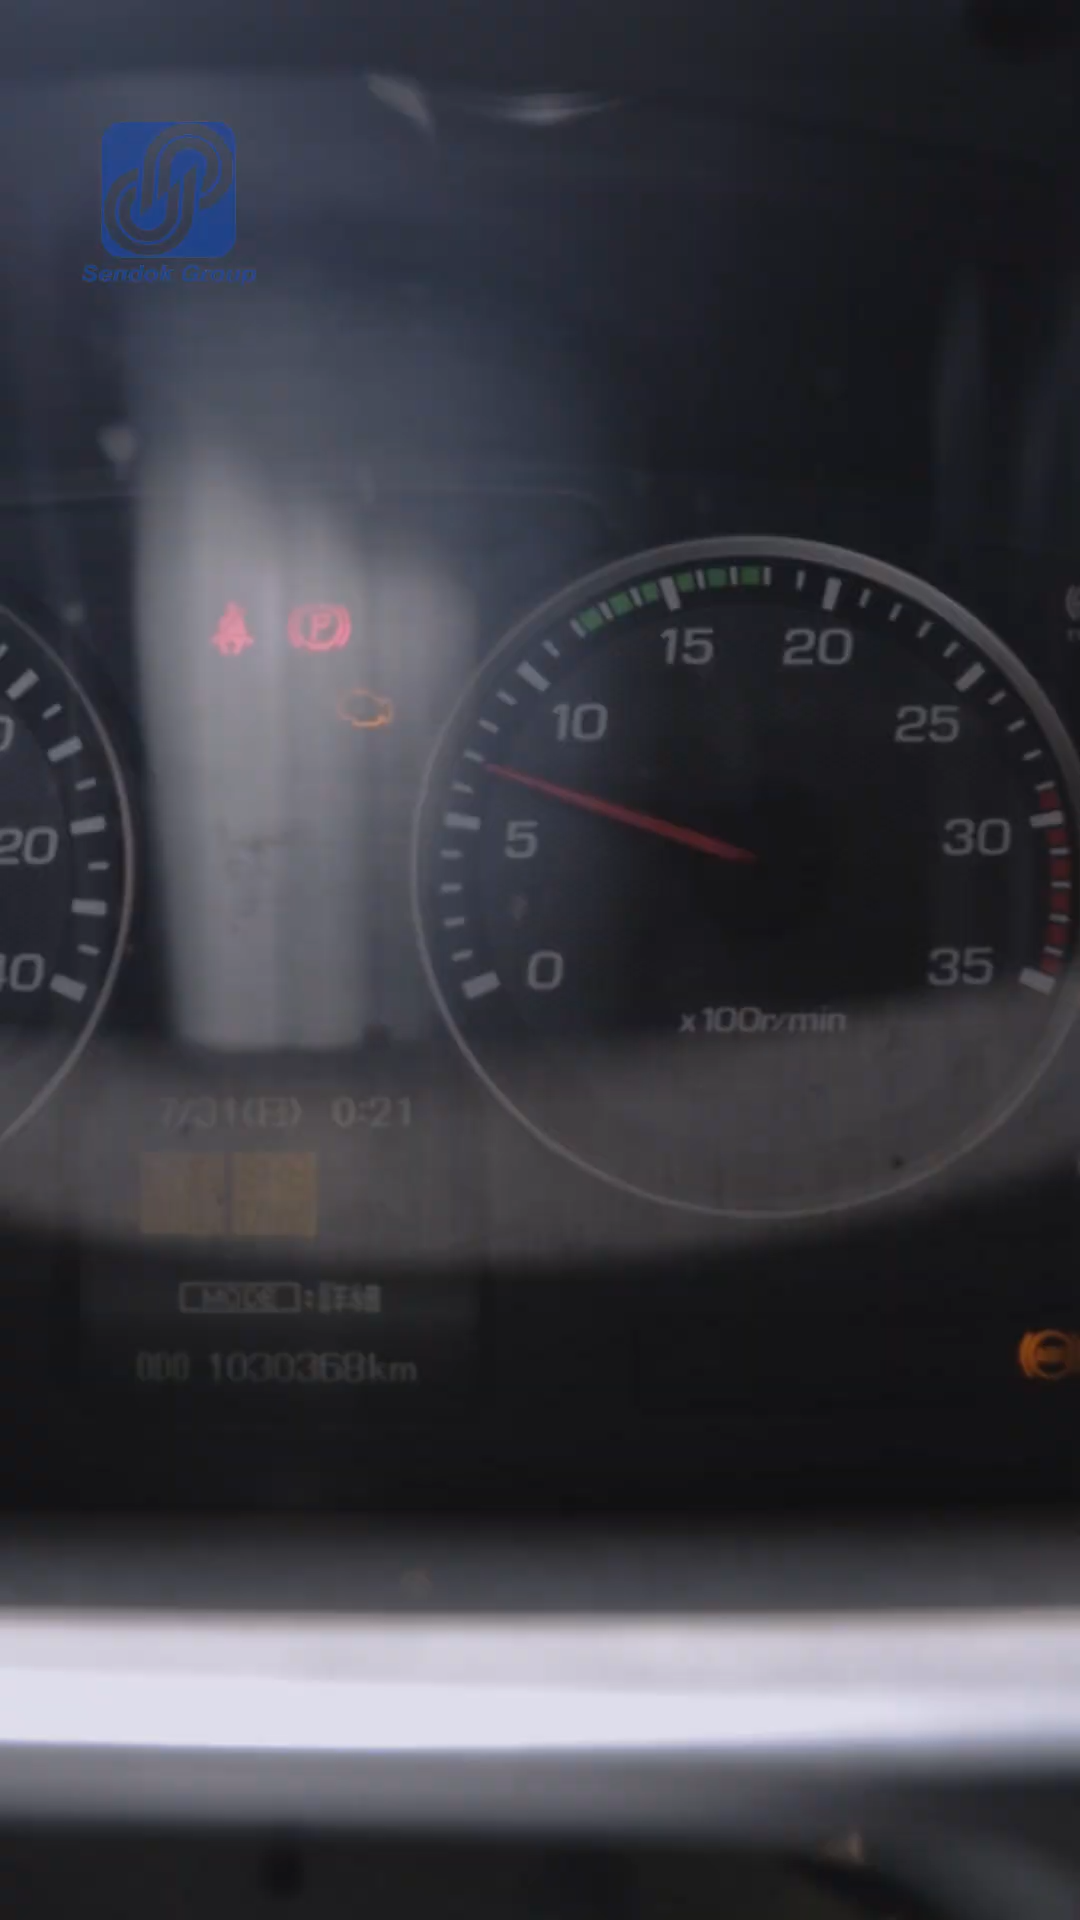 Sendok Group
15 20
10 25
20 5 30
40 0 35
x100r/min
7/31(日) 0:21
MODE:詳細
ODO 1030368km
P